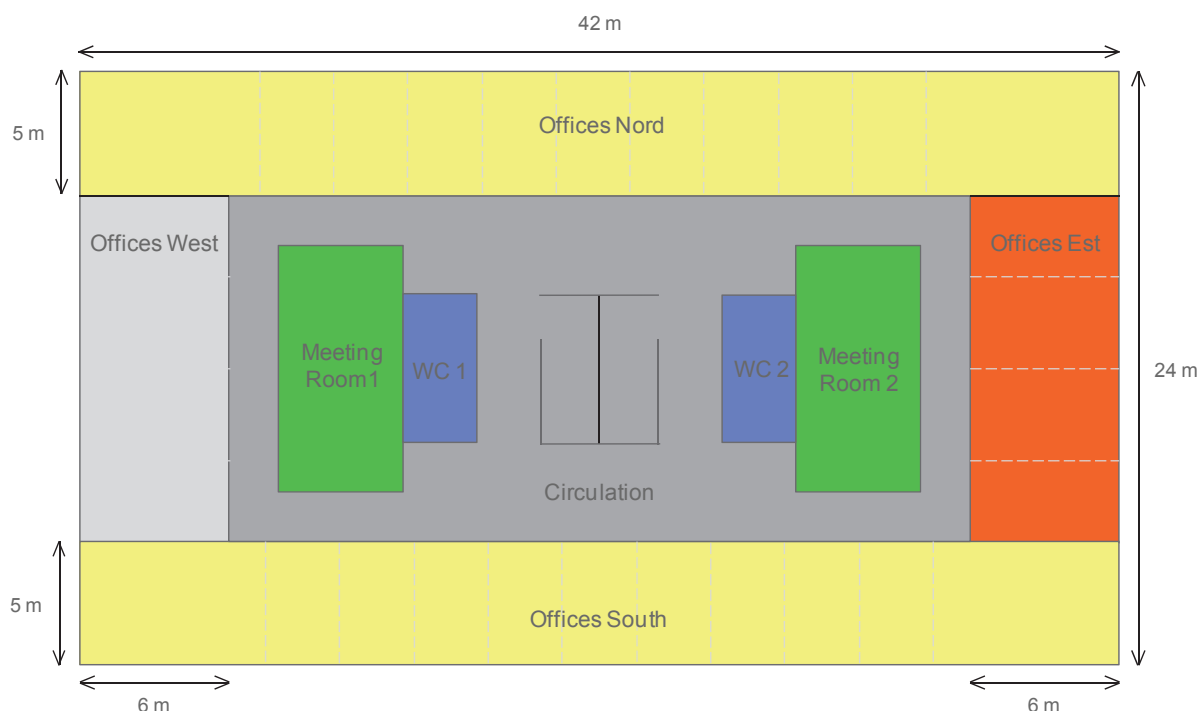 42 m
5 m
Offices Nord
Offices West
Offices Est
Meeting
Room1
WC 1
WC 2
Meeting
Room 2
24 m
Circulation
5 m
Offices South
6 m
6 m